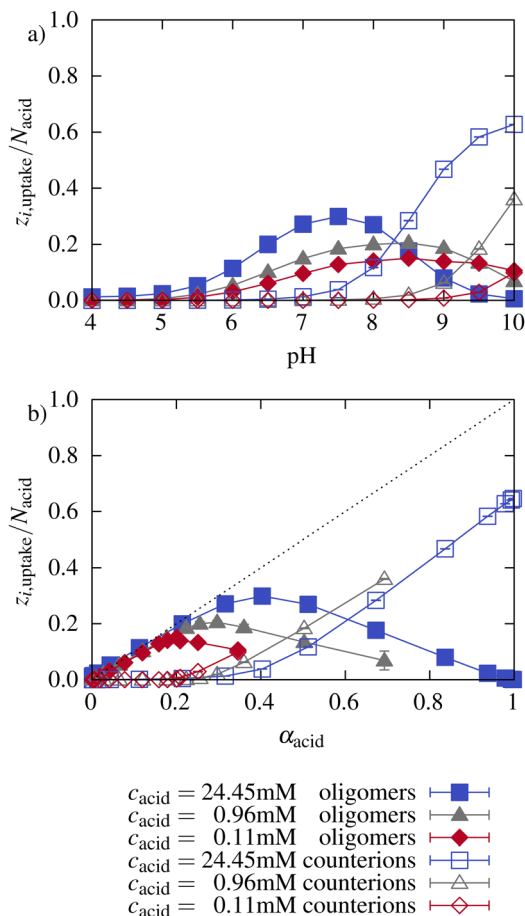 a)
1.0
0.8
0.6
0.4
0.2
0.0
z_{i,uptake}/N_{acid}
4 5 6 7 8 9 10
pH
b)
1.0
0.8
0.6
0.4
0.2
0.0
z_{i,uptake}/N_{acid}
0 0.2 0.4 0.6 0.8 1
α_{acid}
c_{acid} = 24.45mM oligomers
c_{acid} = 0.96mM oligomers
c_{acid} = 0.11mM oligomers
c_{acid} = 24.45mM counterions
c_{acid} = 0.96mM counterions
c_{acid} = 0.11mM counterions